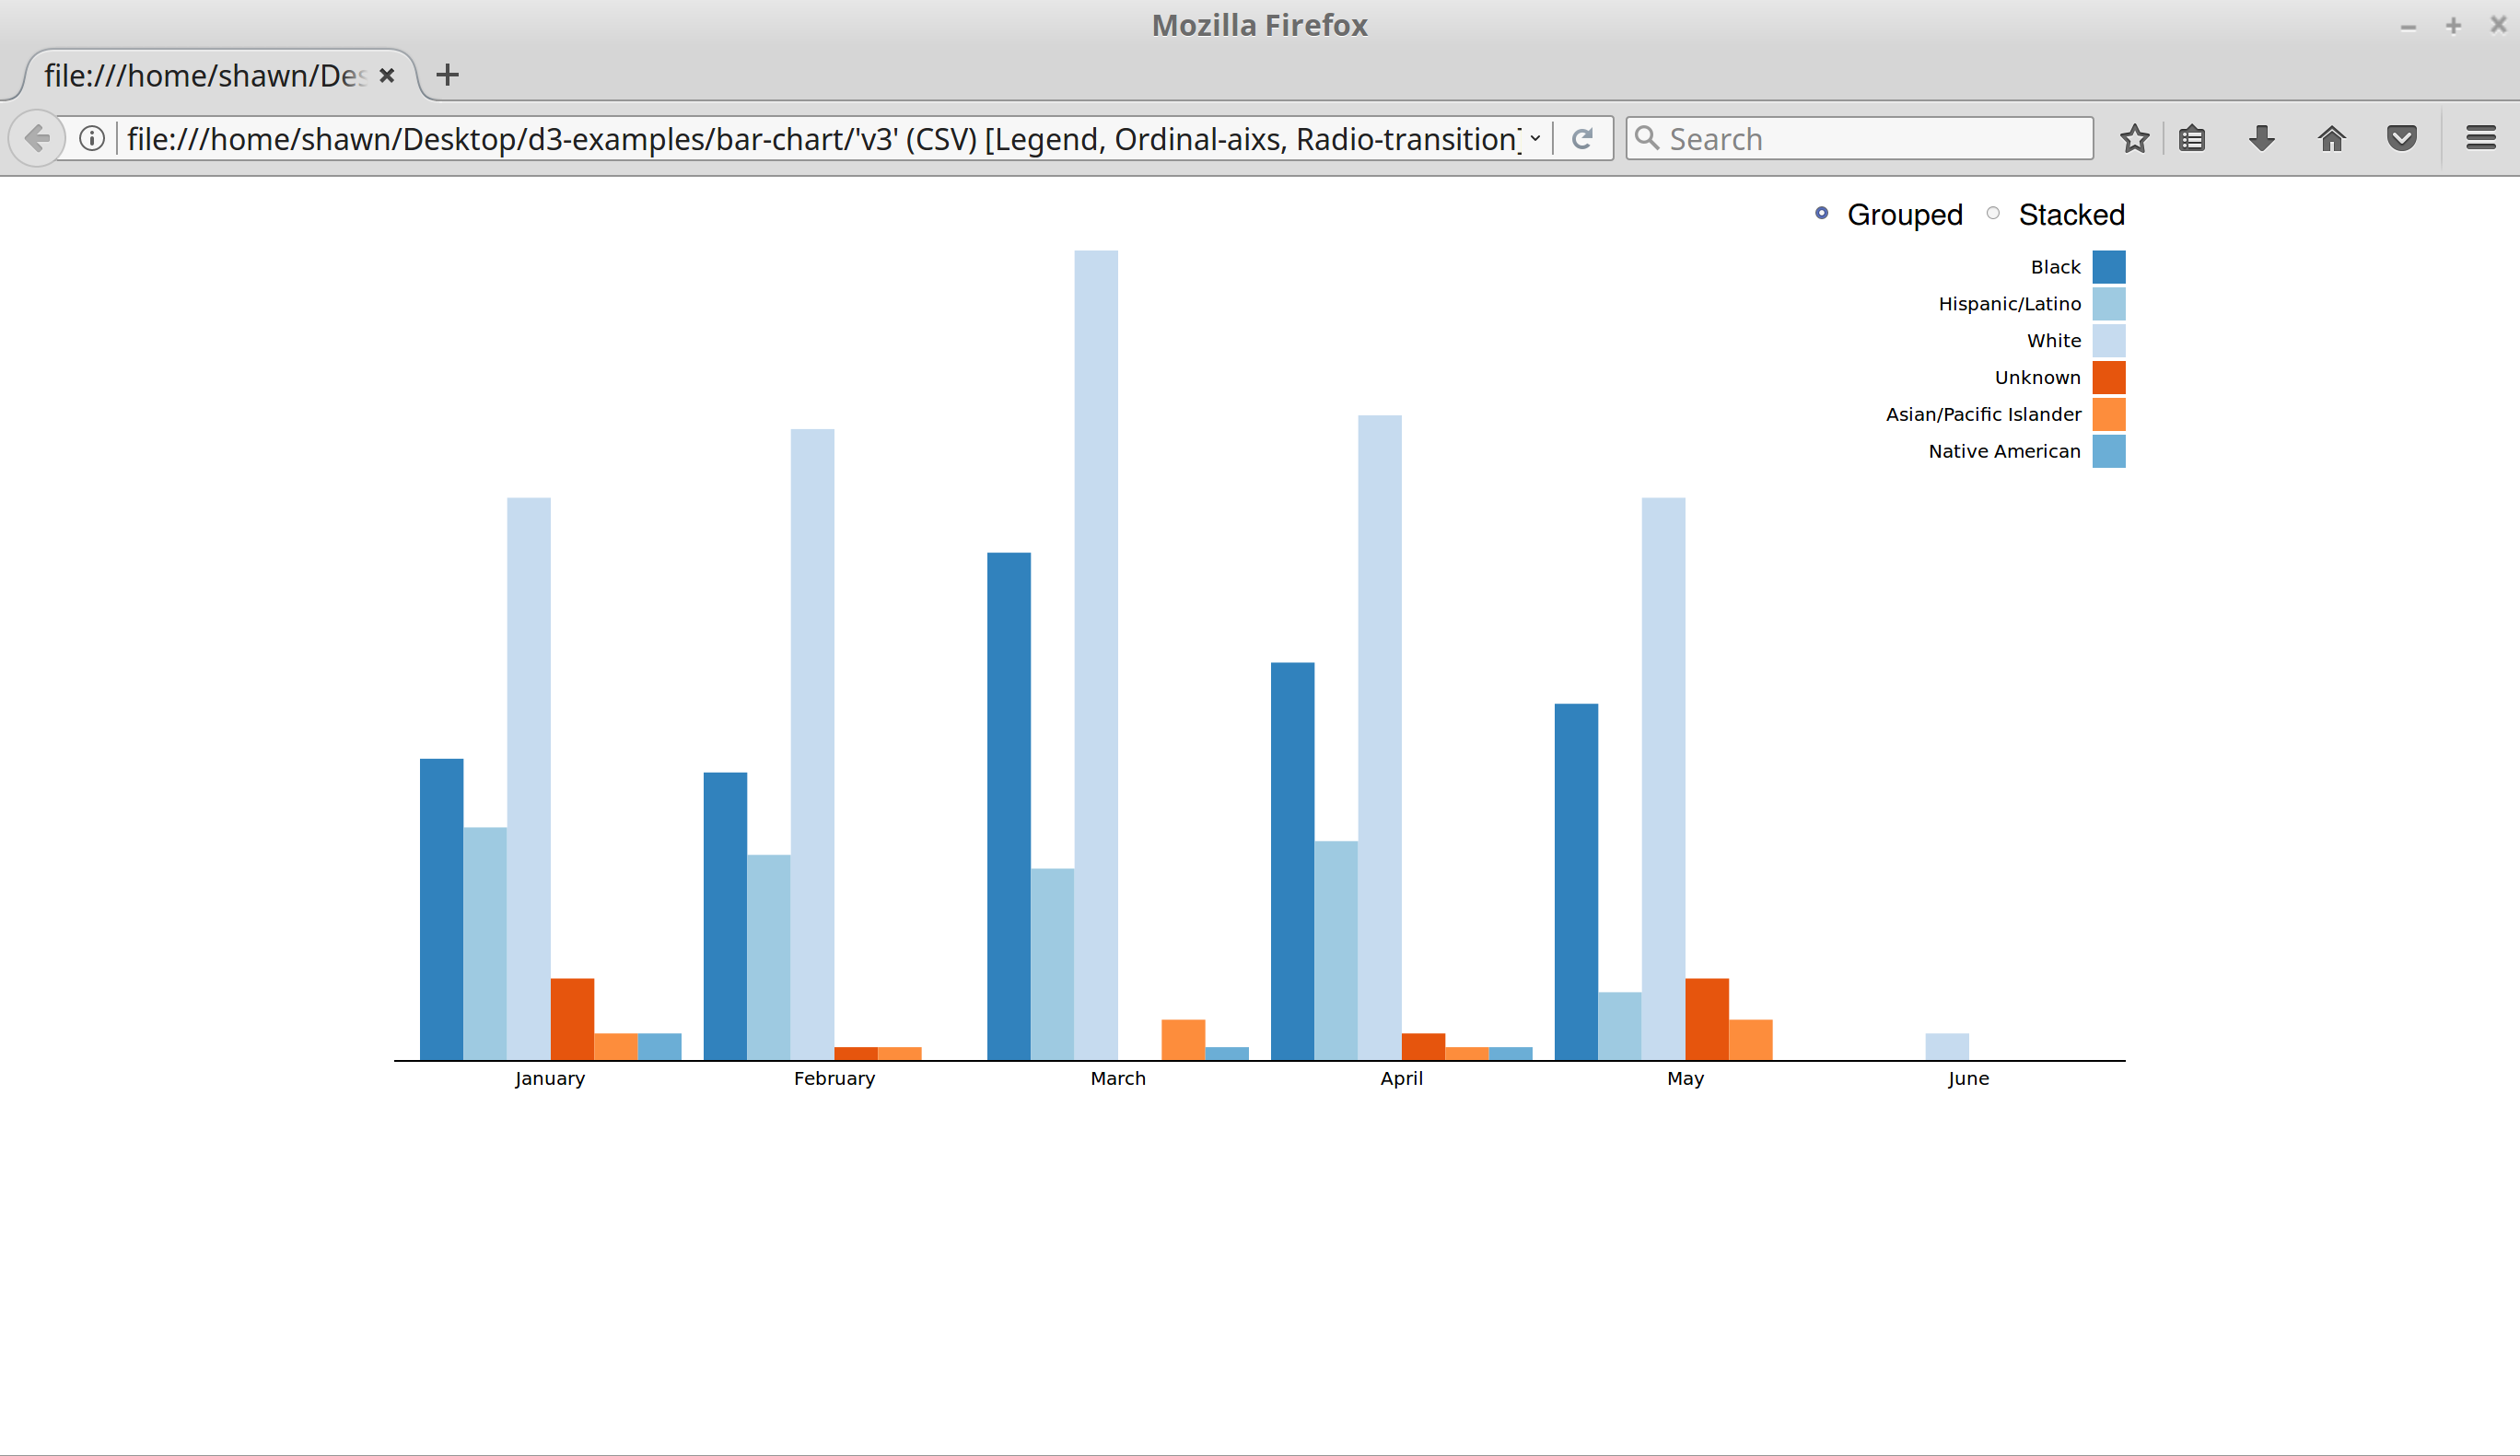 Mozilla Firefox
file:///home/shawn/Des
file:///home/shawn/Desktop/d3-examples/bar-chart/'v3' (CSV) [Legend, Ordinal-aixs, Radio-transition]
Search
Grouped Stacked
Black
Hispanic/Latino
White
Unknown
Asian/Pacific Islander
Native American
January February March April May June